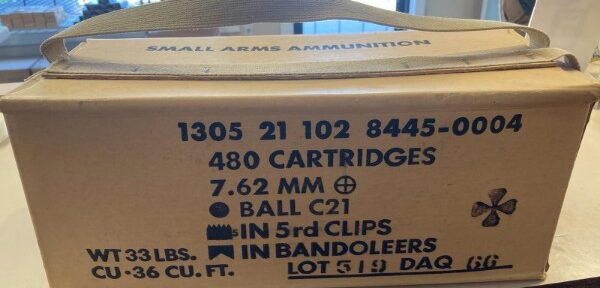 SMALL ARMS AMMUNITION
1305 21 102 8445-0004
480 CARTRIDGES
7.62 MM
BALL C21
IN 5rd CLIPS
WT 33 LBS. IN BANDOLEERS
CU·36 CU. FT. LOT 519 DAQ 66